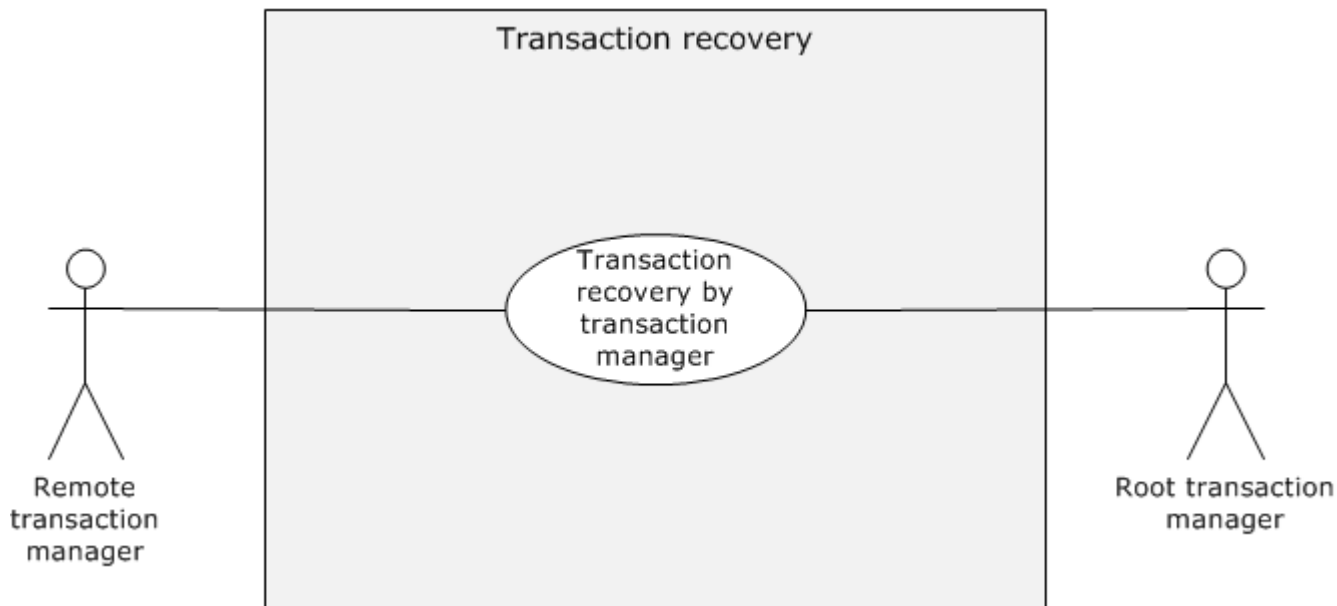 Transaction recovery
Transaction
recovery by
transaction
manager
Remote
transaction
manager
Root transaction
manager